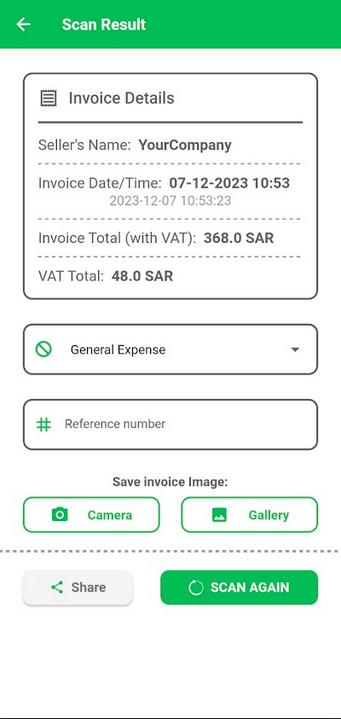 Scan Result
Invoice Details
Seller's Name: YourCompany
Invoice Date/Time: 07-12-2023 10:53
2023-12-07 10:53:23
Invoice Total (with VAT): 368.0 SAR
VAT Total: 48.0 SAR
General Expense
Reference number
Save invoice Image:
Camera Gallery
Share SCAN AGAIN